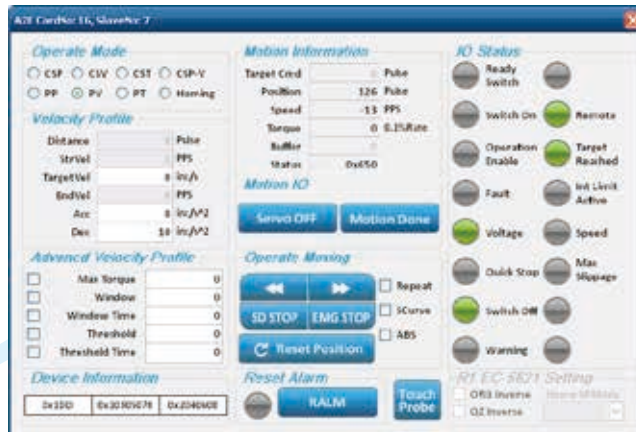 A2E CardNo: 16, SlaveNo: 7
Operate Mode
CSP CSV CST CSP-V
PP PV PT Homing
Velocity Profile
Distance Pulse
StrVel PPS
TargetVel 0 inc/s
EndVel PPS
Acc 0 inc/s^2
Dec 10 inc/s^2
Advanced Velocity Profile
Max Torque 0
Window 0
Window Time 0
Threshold 0
Threshold Time 0
Device Information
Motion Information
Target Cmd 0 Pulse
Position 126 Pulse
Speed -13 PPS
Torque 0 0.1%Rate
Buffer 0
Status 0x650
Motion IO
Servo OFF Motion Done
Operate Moving
Repeat
SD STOP EMG STOP SCurve
ABS
Reset Position
Reset Alarm
RALM
Touch Probe
IO Status
Ready Switch
Switch On Remote
Operation Enable Target Reached
Fault Int Limit Active
Voltage Speed
Quick Stop Max Slippage
Switch Off
Warning
R1 EC-5621 Setting
ORG Inverse
QZ Inverse